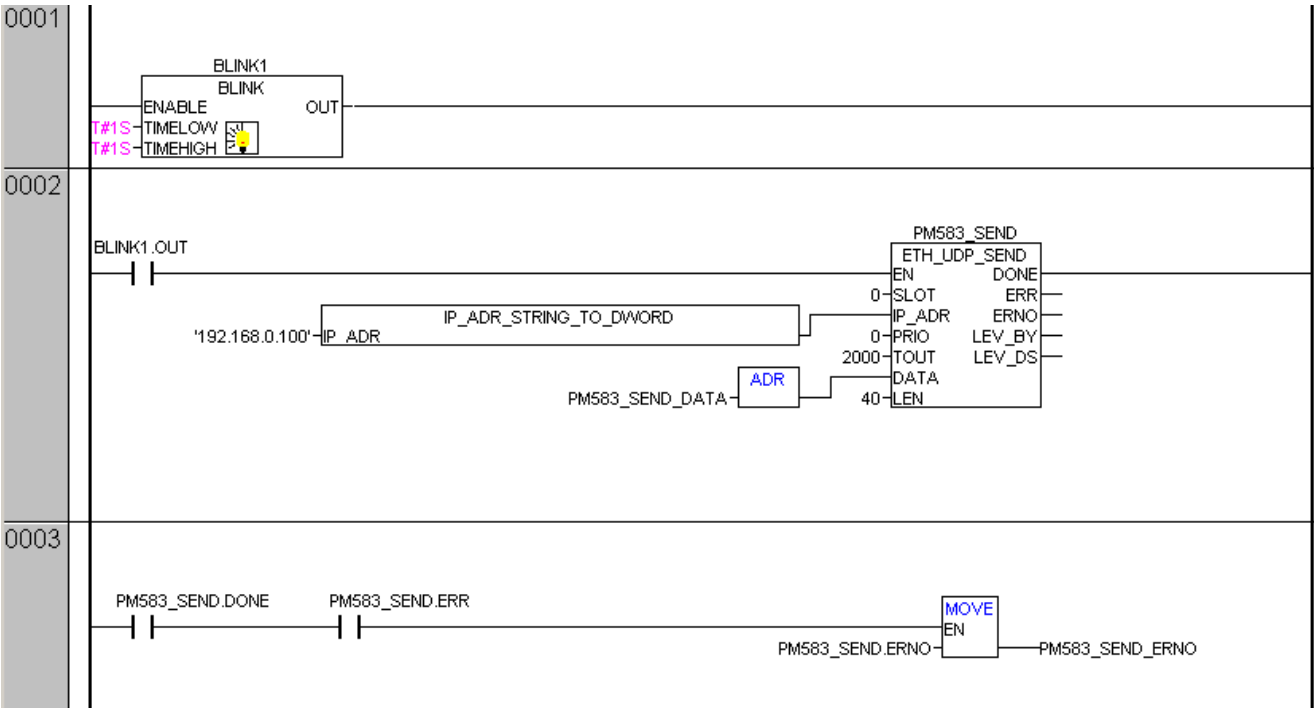 0001
BLINK1
BLINK
ENABLE OUT
T#1S TIMELOW
T#1S TIMEHIGH
0002
BLINK1.OUT
PM583_SEND
ETH_UDP_SEND
EN DONE
0 SLOT ERR
IP_ADR_STRING_TO_DWORD
IP_ADR ERNO
'192.168.0.100' IP_ADR
0 PRIO LEV_BY
2000 TOUT LEV_DS
ADR
DATA
PM583_SEND_DATA
40 LEN
0003
PM583_SEND.DONE PM583_SEND.ERR
MOVE
EN
PM583_SEND.ERNO PM583_SEND_ERNO